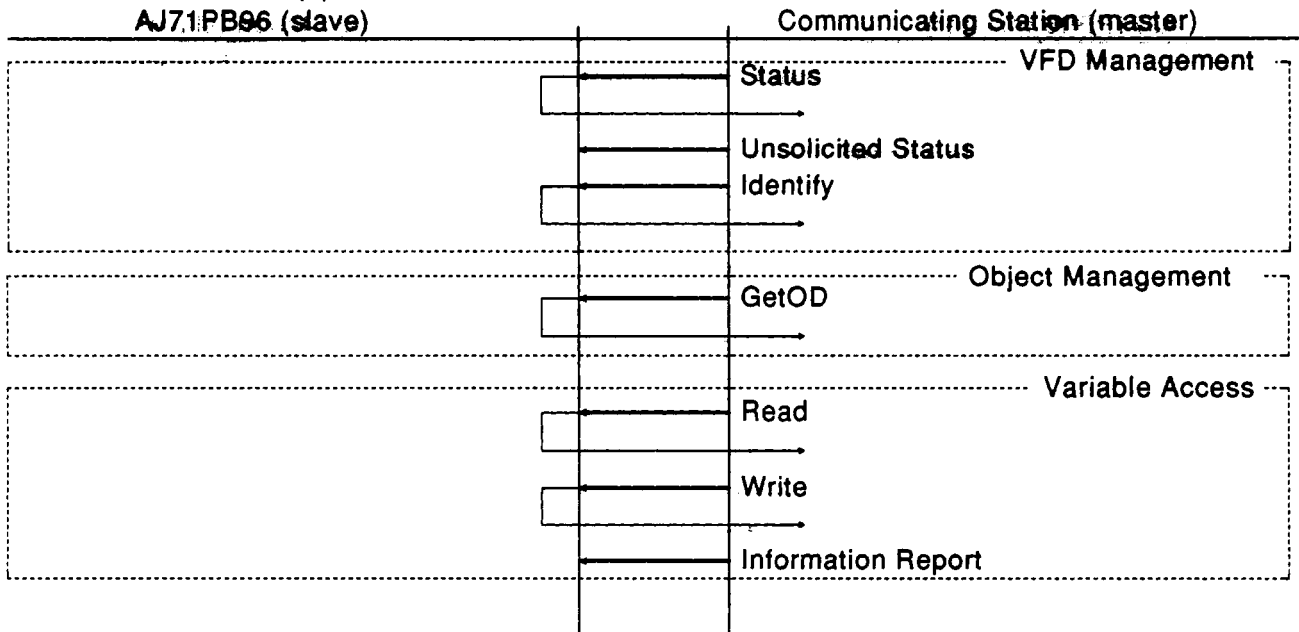 AJ71PB96 (slave) Communicating Station (master)
VFD Management
Status
Unsolicited Status
Identify
Object Management
GetOD
Variable Access
Read
Write
Information Report